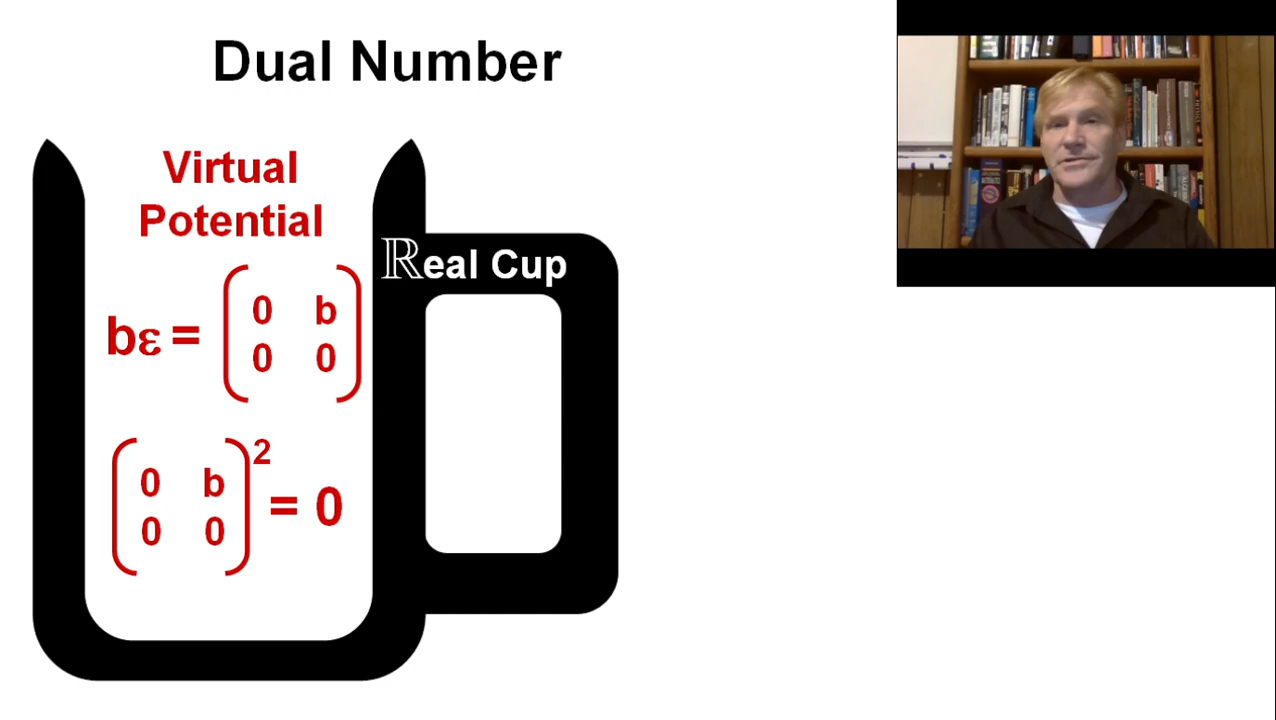 Dual Number
Virtual
Potential
ℝeal Cup
bε = ( 0 b
0 0 )
( 0 b
0 0 )² = 0